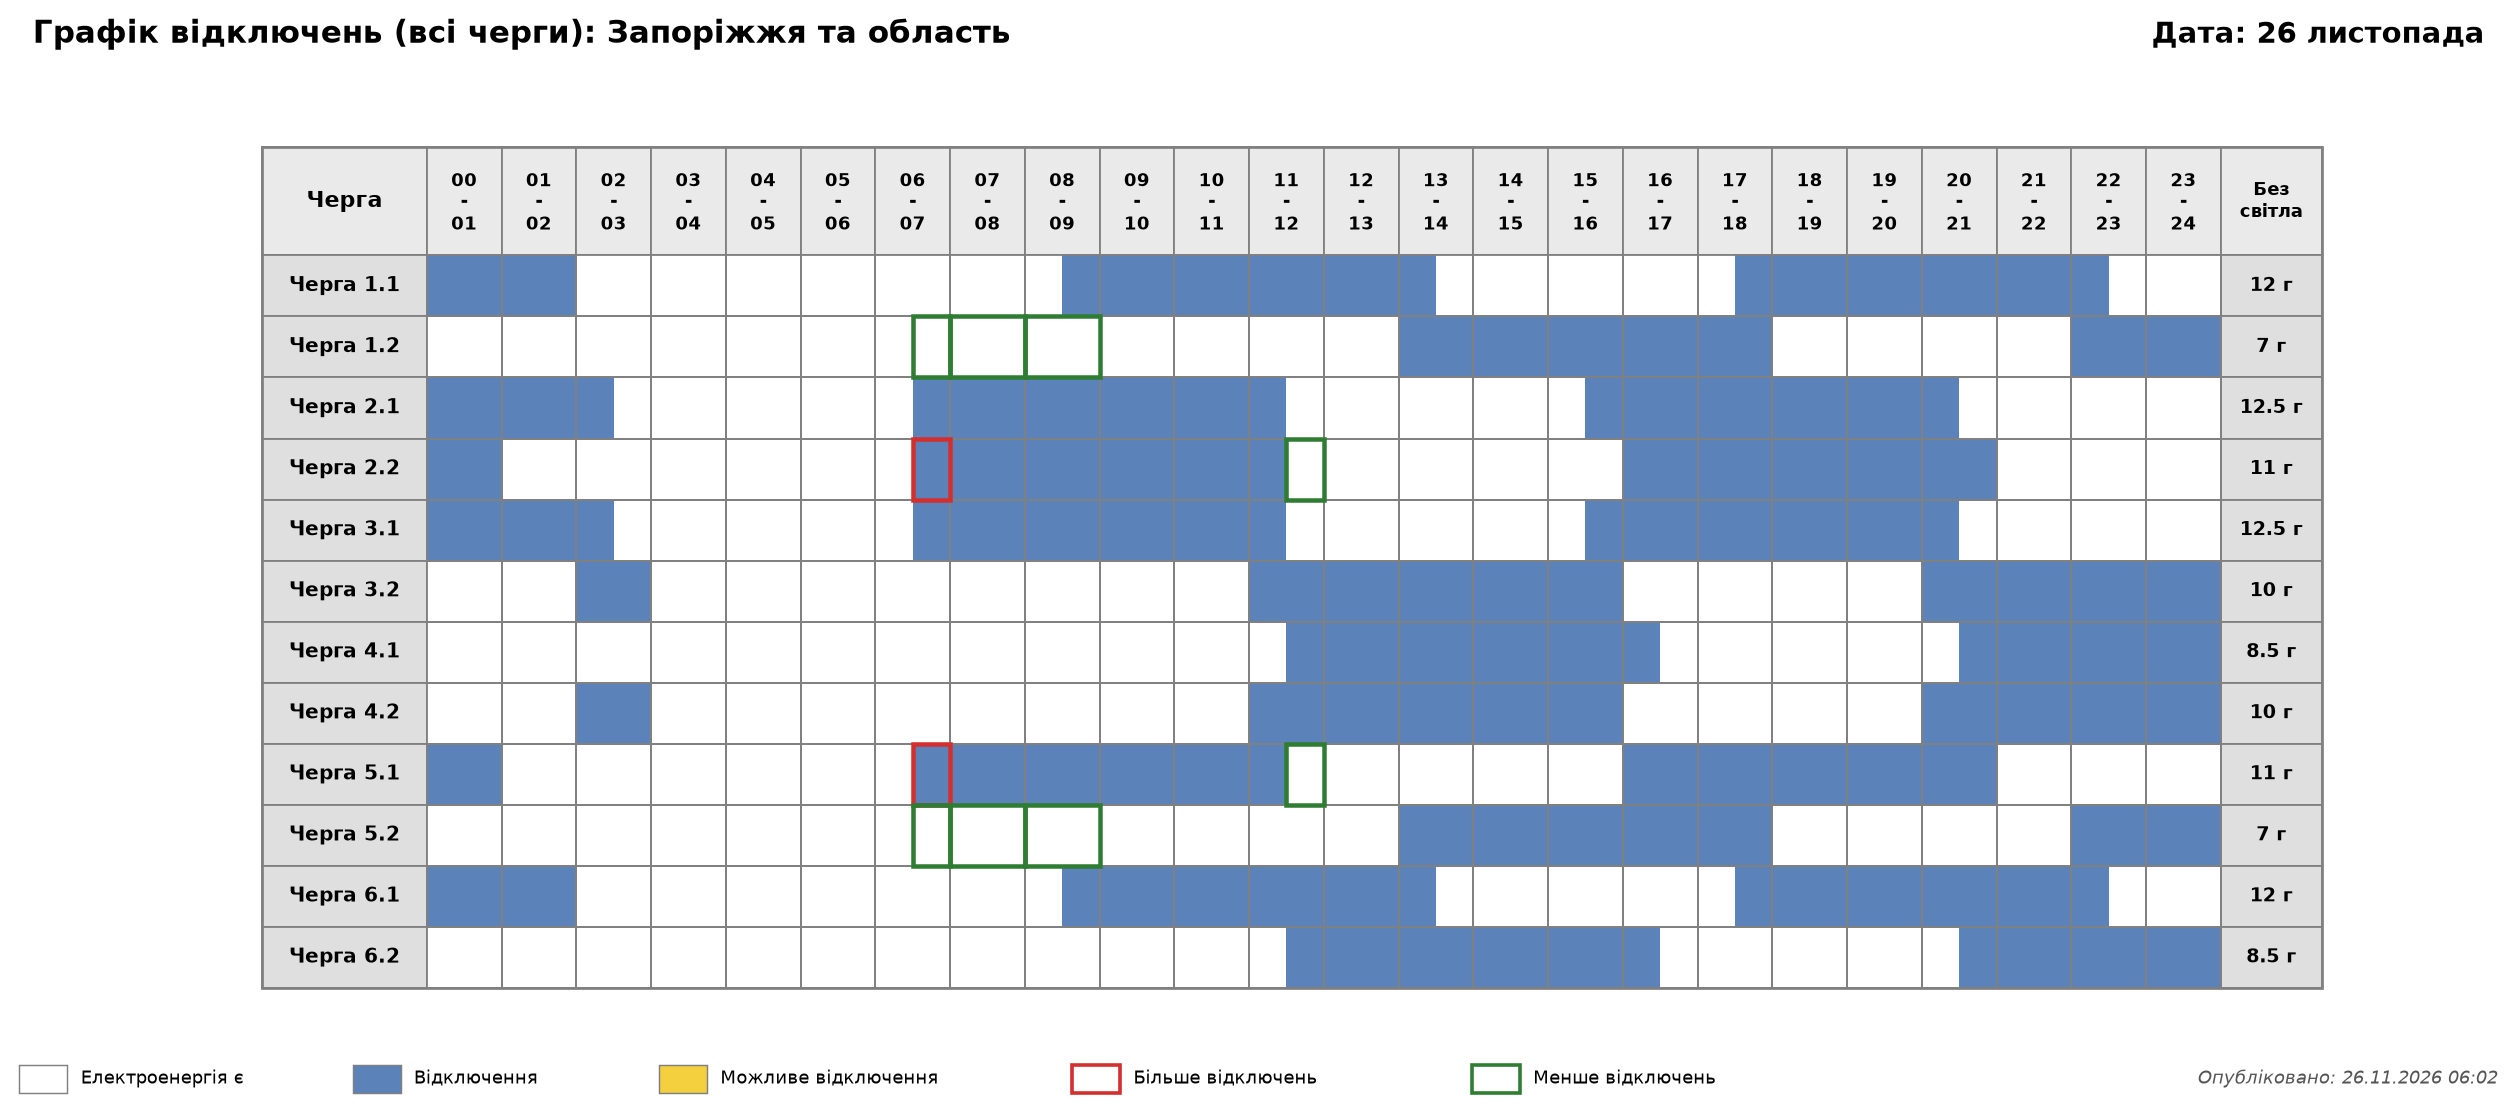 Графік відключень (всі черги): Запоріжжя та область
Дата: 26 листопада
Черга
00 - 01
01 - 02
02 - 03
03 - 04
04 - 05
05 - 06
06 - 07
07 - 08
08 - 09
09 - 10
10 - 11
11 - 12
12 - 13
13 - 14
14 - 15
15 - 16
16 - 17
17 - 18
18 - 19
19 - 20
20 - 21
21 - 22
22 - 23
23 - 24
Без світла
Черга 1.1 12 г
Черга 1.2 7 г
Черга 2.1 12.5 г
Черга 2.2 11 г
Черга 3.1 12.5 г
Черга 3.2 10 г
Черга 4.1 8.5 г
Черга 4.2 10 г
Черга 5.1 11 г
Черга 5.2 7 г
Черга 6.1 12 г
Черга 6.2 8.5 г
Електроенергія є
Відключення
Можливе відключення
Більше відключень
Менше відключень
Опубліковано: 26.11.2026 06:02